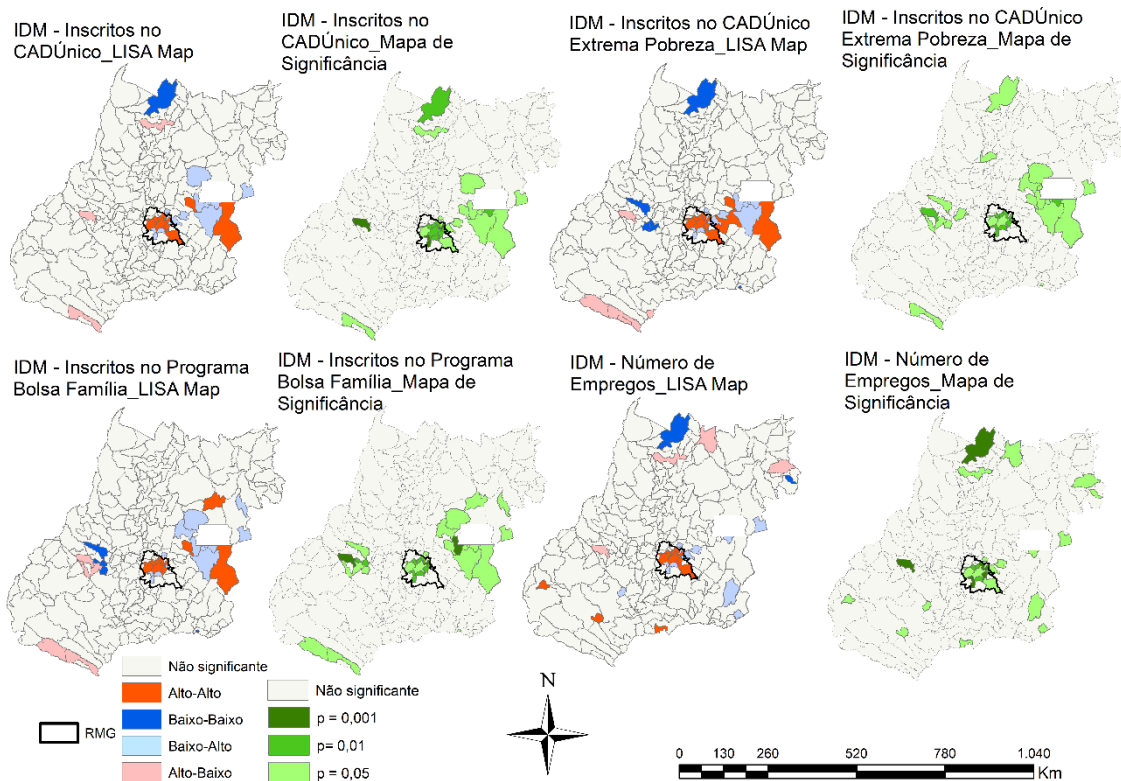 IDM - Inscritos no
CADÚnico_LISA Map
IDM - Inscritos no
CADÚnico_Mapa de
Significância
IDM - Inscritos no CADÚnico
Extrema Pobreza_LISA Map
IDM - Inscritos no CADÚnico
Extrema Pobreza_Mapa de
Significância
IDM - Inscritos no Programa
Bolsa Família_LISA Map
IDM - Inscritos no Programa
Bolsa Família_Mapa de
Significância
IDM - Número de
Empregos_LISA Map
IDM - Número de
Empregos_Mapa de
Significância
RMG
Não significante
Alto-Alto
Baixo-Baixo
Baixo-Alto
Alto-Baixo
Não significante
p = 0,001
p= 0,01
p = 0,05
N
0 130 260 520 780 1.040
Km